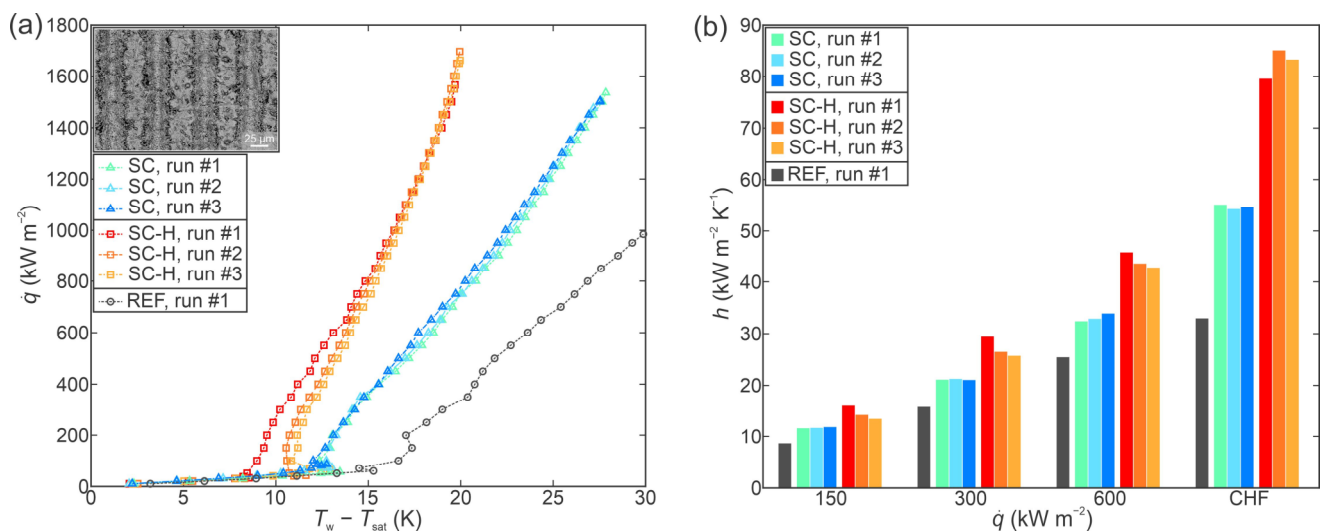 (a)
1800
1600
1400
1200
1000
800
600
400
200
0
q̇ (kW m⁻²)
25 µm
SC, run #1
SC, run #2
SC, run #3
SC-H, run #1
SC-H, run #2
SC-H, run #3
REF, run #1
0 5 10 15 20 25 30
T_w − T_sat (K)
(b)
90
80
70
60
50
40
30
20
10
0
h (kW m⁻² K⁻¹)
SC, run #1
SC, run #2
SC, run #3
SC-H, run #1
SC-H, run #2
SC-H, run #3
REF, run #1
150 300 600 CHF
q̇ (kW m⁻²)